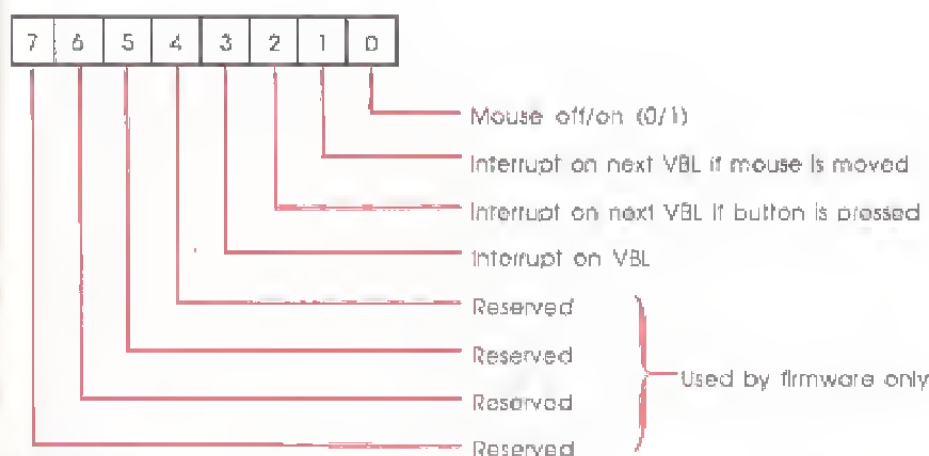 7 6 5 4 3 2 1 0
Mouse off/on (0/1)
Interrupt on next VBL if mouse is moved
Interrupt on next VBL if button is pressed
Interrupt on VBL
Reserved
Reserved
Used by firmware only
Reserved
Reserved